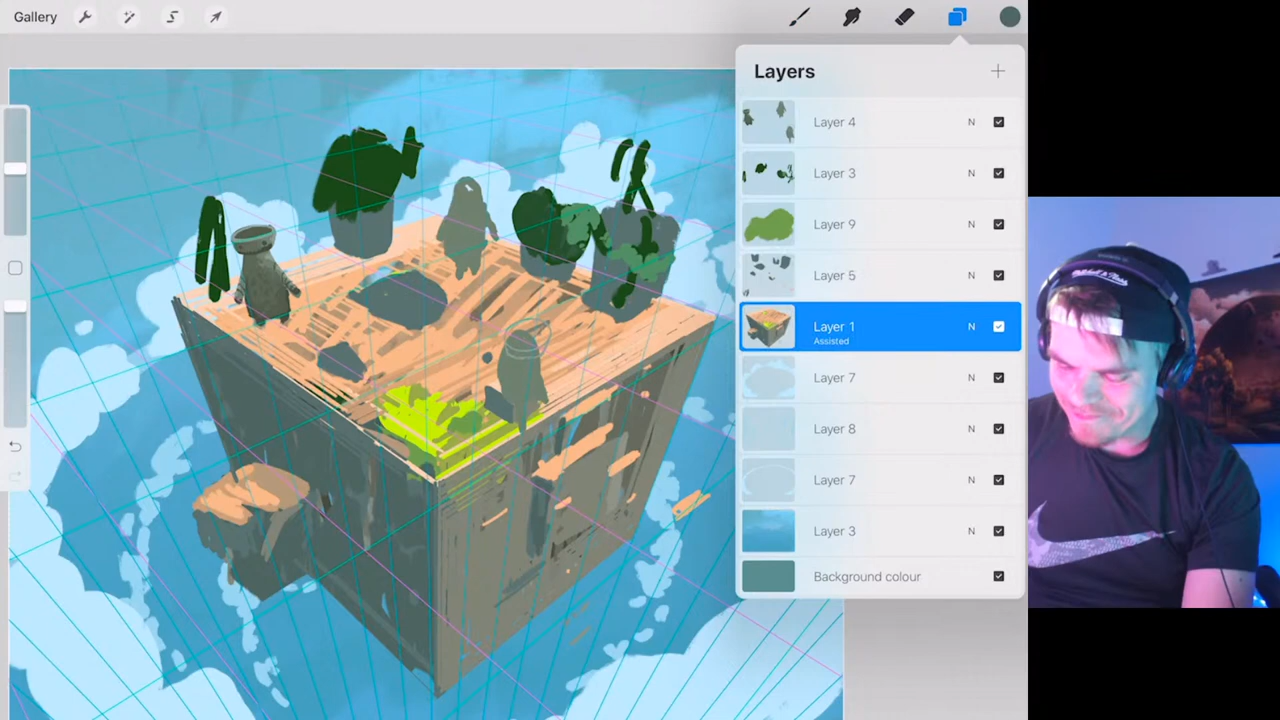 Gallery
Layers
Layer 4 N
Layer 3 N
Layer 9 N
Layer 5 N
Layer 1 N
Assisted
Layer 7 N
Layer 8 N
Layer 7 N
Layer 3 N
Background colour